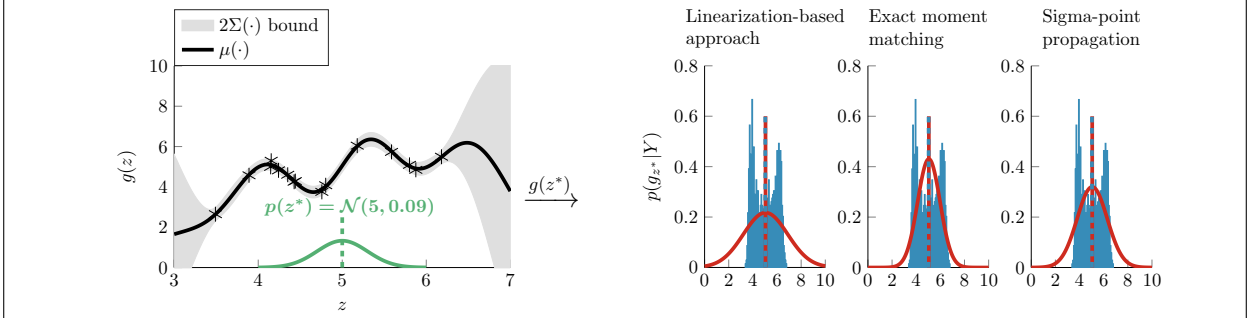 2Σ(·) bound
μ(·)
10
8
6
4
2
0
g(z)
p(z*) = N(5, 0.09)
3 4 5 6 7
z
g(z*)
Linearization-based
approach
0.8
0.6
0.4
0.2
0
p(g_{z*}|Y)
0 2 4 6 8 10
Exact moment
matching
0.8
0.6
0.4
0.2
0
0 2 4 6 8 10
Sigma-point
propagation
0.8
0.6
0.4
0.2
0
0 2 4 6 8 10